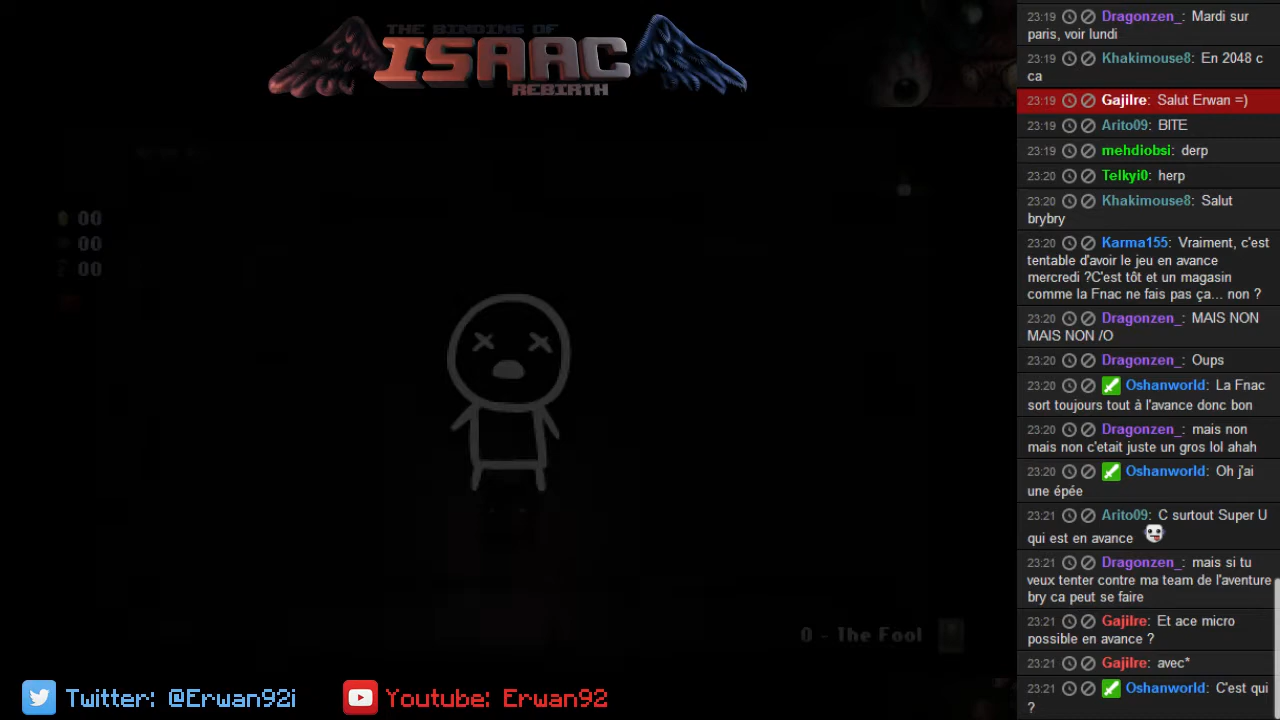 THE BINDING OF
ISAAC
REBIRTH
00
00
00
0 - The Fool
Twitter: @Erwan92i
Youtube: Erwan92
23:19 Dragonzen_: Mardi sur
paris, voir lundi
23:19 Khakimouse8: En 2048 c
ca
23:19 Gajilre: Salut Erwan =)
23:19 Arito09: BITE
23:19 mehdiobsi: derp
23:20 Telkyi0: herp
23:20 Khakimouse8: Salut
brybry
23:20 Karma155: Vraiment, c'est
tentable d'avoir le jeu en avance
mercredi ?C'est tôt et un magasin
comme la Fnac ne fais pas ça... non ?
23:20 Dragonzen_: MAIS NON
MAIS NON /O
23:20 Dragonzen_: Oups
23:20 Oshanworld: La Fnac
sort toujours tout à l'avance donc bon
23:20 Dragonzen_: mais non
mais non c'etait juste un gros lol ahah
23:20 Oshanworld: Oh j'ai
une épée
23:21 Arito09: C surtout Super U
qui est en avance
23:21 Dragonzen_: mais si tu
veux tenter contre ma team de l'aventure
bry ca peut se faire
23:21 Gajilre: Et ace micro
possible en avance ?
23:21 Gajilre: avec*
23:21 Oshanworld: C'est qui
?